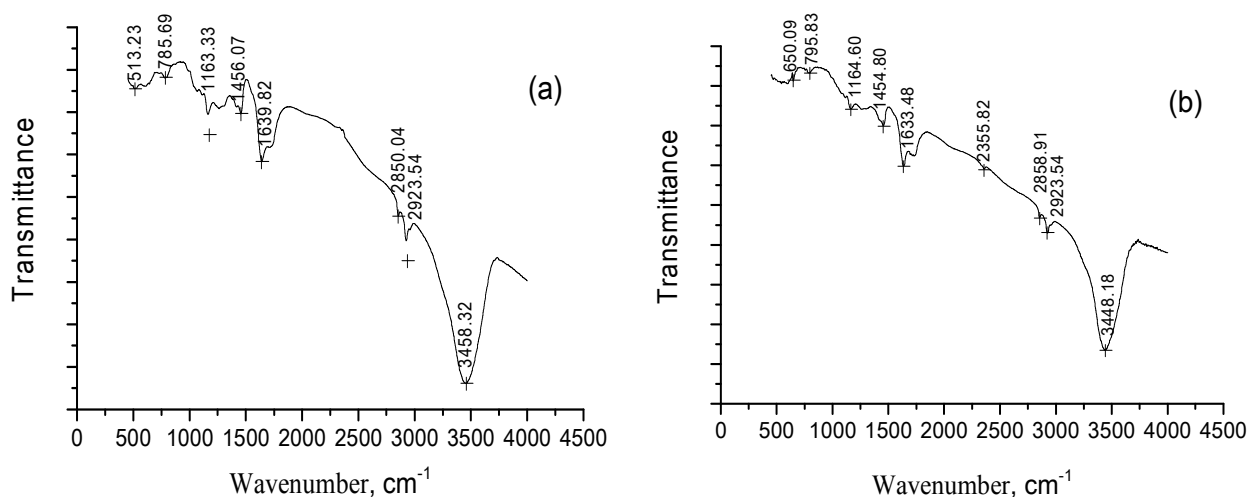 513.23
785.69
1163.33
1456.07
1639.82
2850.04
2923.54
3458.32
(a)
Transmittance
0 500 1000 1500 2000 2500 3000 3500 4000 4500
Wavenumber, cm-1
650.09
795.83
1164.60
1454.80
1633.48
2355.82
2858.91
2923.54
3448.18
(b)
Transmittance
0 500 1000 1500 2000 2500 3000 3500 4000 4500
Wavenumber, cm-1